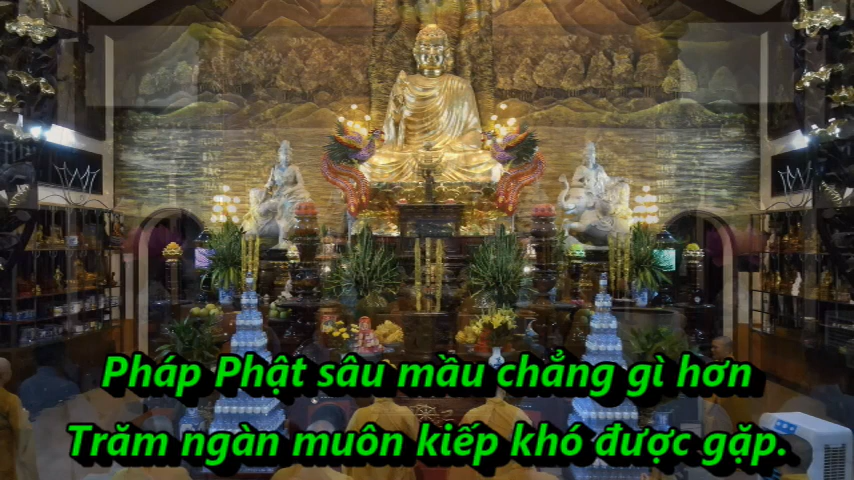 Pháp Phật sâu mầu chẳng gì hơn
Trăm ngàn muôn kiếp khó được gặp.